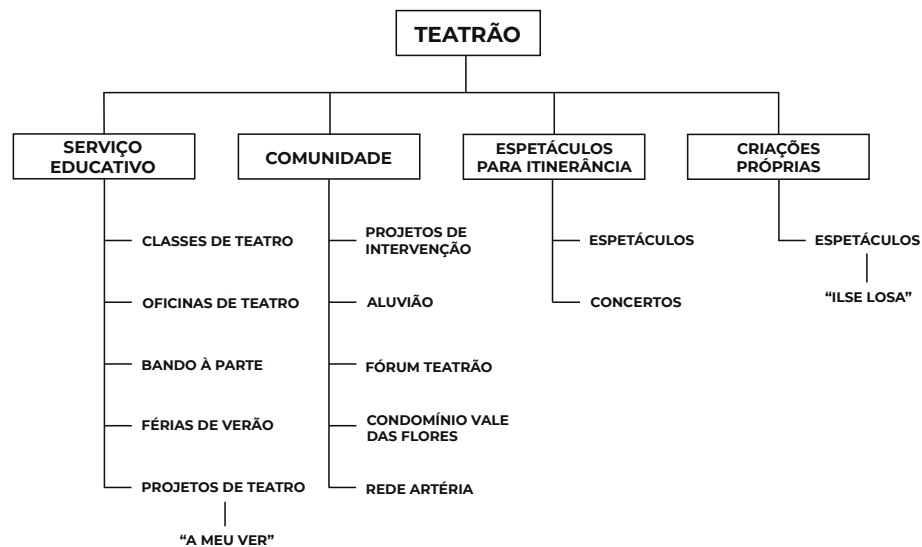 TEATRÃO
SERVIÇO
EDUCATIVO
CLASSES DE TEATRO
OFICINAS DE TEATRO
BANDO À PARTE
FÉRIAS DE VERÃO
PROJETOS DE TEATRO
“A MEU VER”
COMUNIDADE
PROJETOS DE
INTERVENÇÃO
ALUVIÃO
FÓRUM TEATRÃO
CONDOMÍNIO VALE
DAS FLORES
REDE ARTÉRIA
ESPETÁCULOS
PARA ITINERÂNCIA
ESPETÁCULOS
CONCERTOS
CRIAÇÕES
PRÓPRIAS
ESPETÁCULOS
“ILSE LOSA”